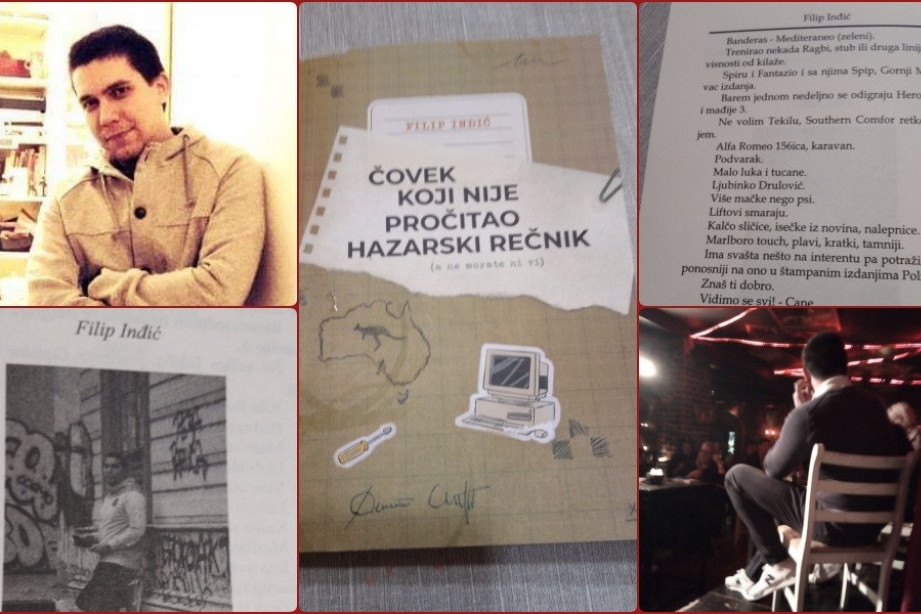 FILIP INĐIĆ
ČOVEK
KOJI NIJE
PROČITAO
HAZARSKI REČNIK
(a ne morate ni vi)
Filip Inđić
Banderas - Mediteraneo (zeleni).
Trenirao nekada Ragbi, stub ili druga linij
visnosti od kilaže.
Spiru i Fantazio i sa njima Spip, Gornji M
vac izdanja.
Barem jednom nedeljno se odigraju Hero
i mađije 3.
Ne volim Tekilu, Southern Comfor retk
jem.
Alfa Romeo 156ica, karavan.
Podvarak.
Malo luka i tucane.
Ljubinko Drulović.
Više mačke nego psi.
Liftovi smaraju.
Kalčo sličice, isečke iz novina, nalepnice.
Marlboro touch, plavi, kratki, tamniji.
Ima svašta nešto na interentu pa potraži
ponosniji na ono u štampanim izdanjima Pol
Znaš ti dobro.
Vidimo se svi! - Cane
Filip Inđić